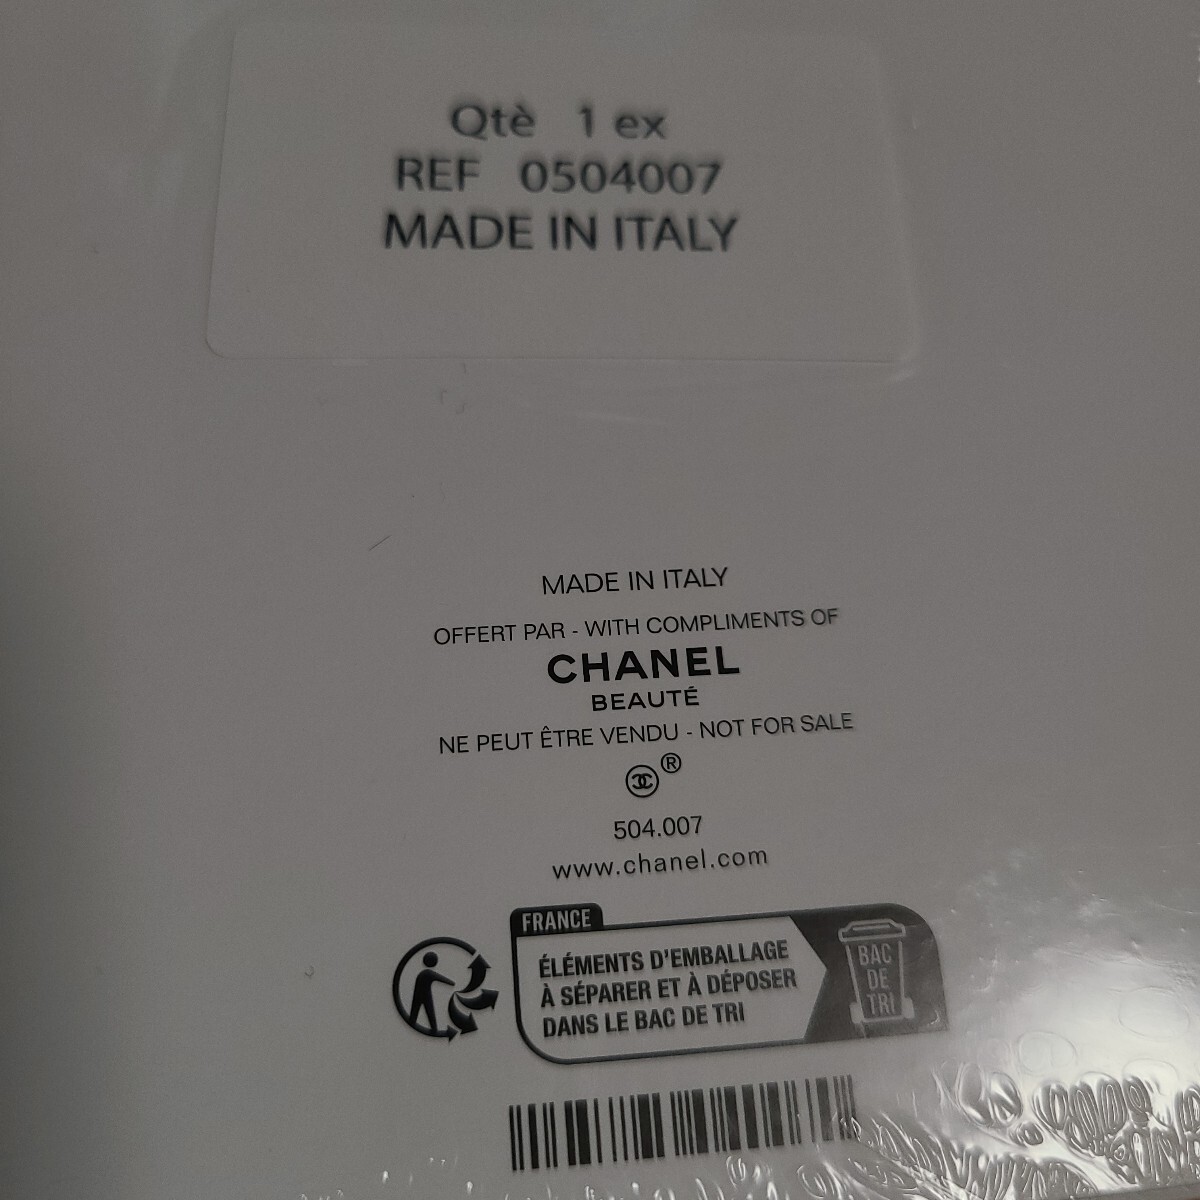 Qtè 1 ex
REF 0504007
MADE IN ITALY
MADE IN ITALY
OFFERT PAR - WITH COMPLIMENTS OF
CHANEL
BEAUTÉ
NE PEUT ÊTRE VENDU - NOT FOR SALE
®
504.007
www.chanel.com
FRANCE
ÉLÉMENTS D'EMBALLAGE
À SÉPARER ET À DÉPOSER
DANS LE BAC DE TRI
BAC
DE
TRI